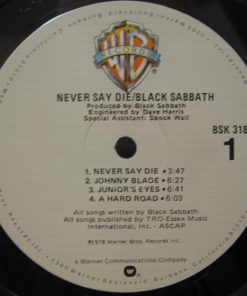 WB
RECORDS
NEVER SAY DIE/BLACK SABBATH
Produced by Black Sabbath
Engineered by Dave Harris
Special Assistant: Spock Wall
BSK 318
1
1. NEVER SAY DIE • 3:47
2. JOHNNY BLADE • 6:27
3. JUNIOR'S EYES • 6:42
4. A HARD ROAD • 6:03
All songs written by Black Sabbath
All songs published by TRO-Essex Music
International, Inc. - ASCAP
©1978 Warner Bros. Records Inc.
a Warner Communications Company